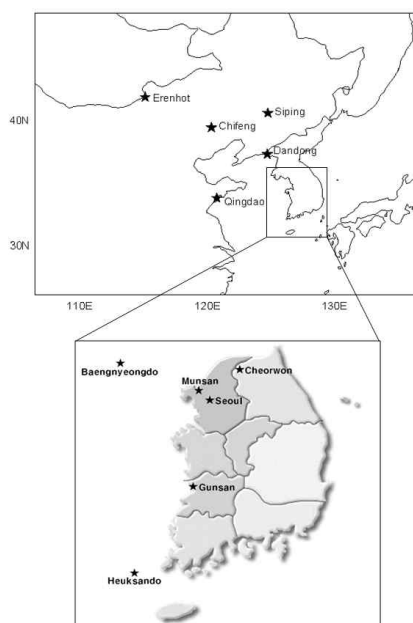 Erenhot
Siping
40N
Chifeng
Dandong
Qingdao
30N
110E 120E 130E
Baengnyeongdo
Cheorwon
Munsan
Seoul
Gunsan
Heuksando